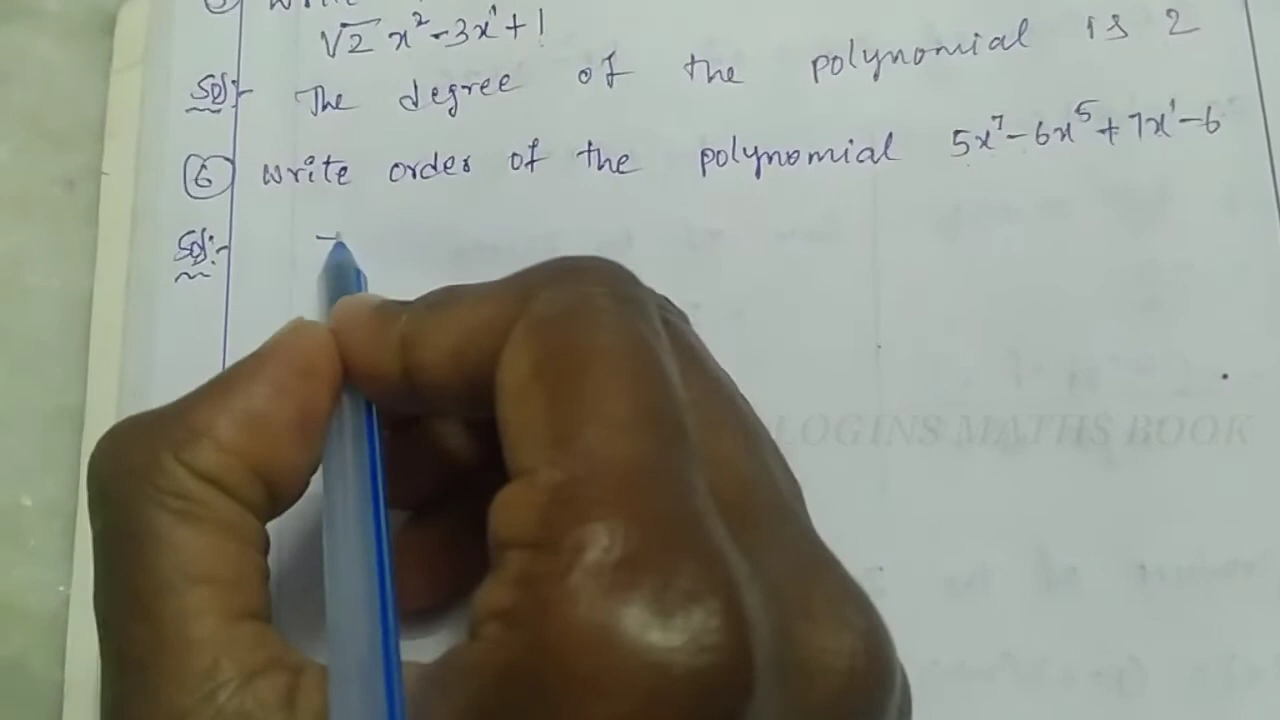 √2 x² - 3x¹ + 1
Sol:- The degree of the polynomial is 2
6 Write order of the polynomial 5x⁷ - 6x⁵ + 7x¹ - 6
Sol:-
LOGINS MATHS BOOK